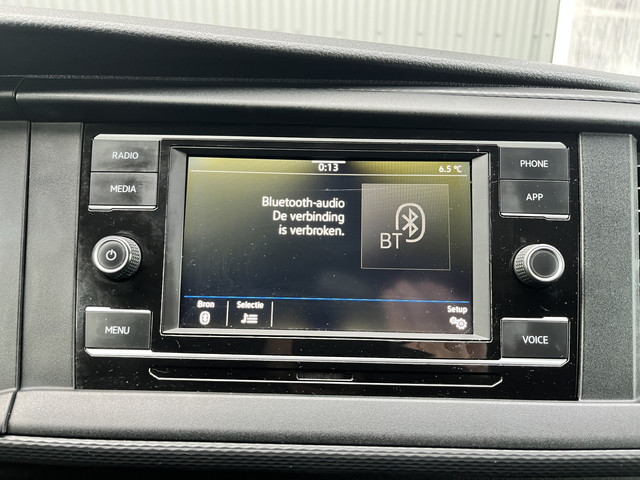 RADIO
MEDIA
MENU
0:13
6.5 °C
Bluetooth-audio
De verbinding
is verbroken.
BT
Bron
Selectie
Setup
PHONE
APP
VOICE